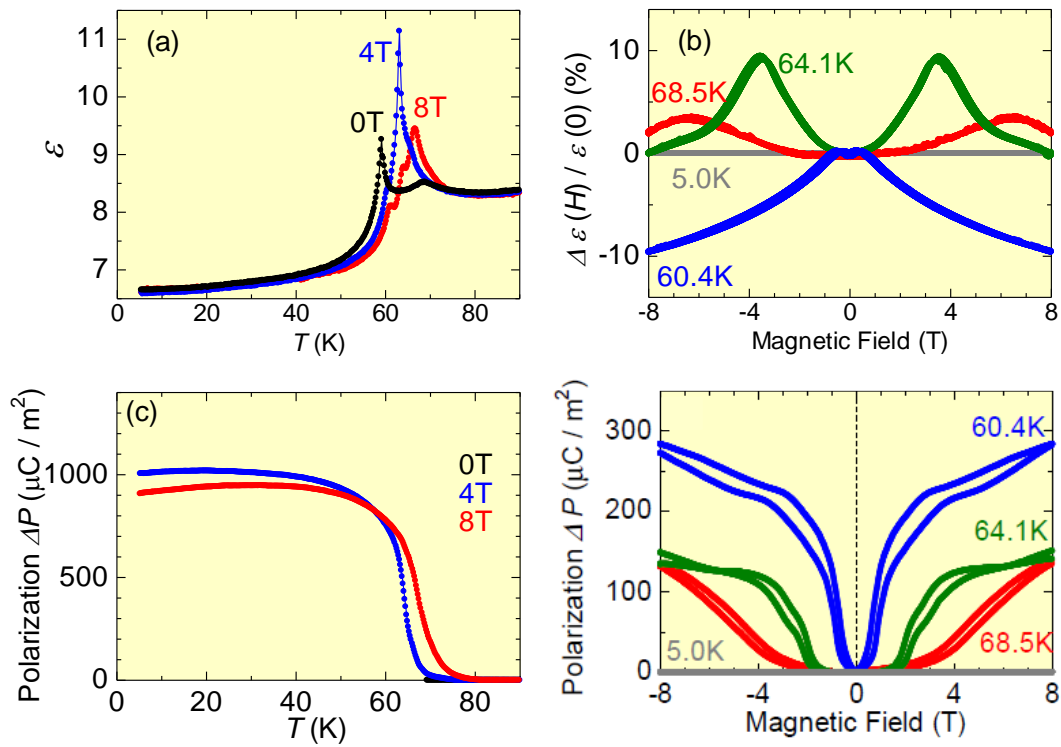 (a)
11
10
9
8
7
ε
4T
8T
0T
0
20
40
60
80
T (K)
(b)
10
0
-10
Δ ε (H) / ε (0) (%)
64.1K
68.5K
5.0K
60.4K
-8
-4
0
4
8
Magnetic Field (T)
(c)
1000
500
0
Polarization ΔP (μC / m²)
0T
4T
8T
0
20
40
60
80
T (K)
300
200
100
0
Polarization Δ P (μC / m²)
60.4K
64.1K
5.0K
68.5K
-8
-4
0
4
8
Magnetic Field (T)